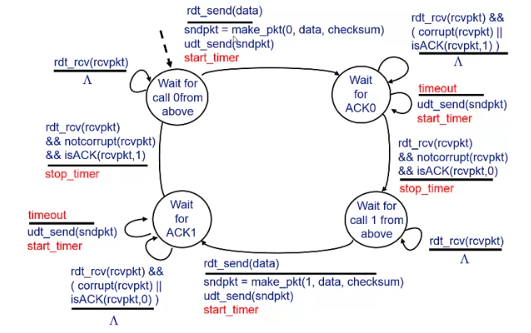 rdt_send(data)
sndpkt = make_pkt(0, data, checksum)
udt_send(sndpkt)
start_timer
rdt_rcv(rcvpkt) &&
( corrupt(rcvpkt) ||
isACK(rcvpkt,1) )
Λ
rdt_rcv(rcvpkt)
Λ
Wait for
call 0from
above
Wait
for
ACK0
timeout
udt_send(sndpkt)
start_timer
rdt_rcv(rcvpkt)
&& notcorrupt(rcvpkt)
&& isACK(rcvpkt,1)
stop_timer
rdt_rcv(rcvpkt)
&& notcorrupt(rcvpkt)
&& isACK(rcvpkt,0)
stop_timer
timeout
udt_send(sndpkt)
start_timer
Wait
for
ACK1
Wait for
call 1 from
above
rdt_rcv(rcvpkt)
Λ
rdt_rcv(rcvpkt) &&
( corrupt(rcvpkt) ||
isACK(rcvpkt,0) )
Λ
rdt_send(data)
sndpkt = make_pkt(1, data, checksum)
udt_send(sndpkt)
start_timer